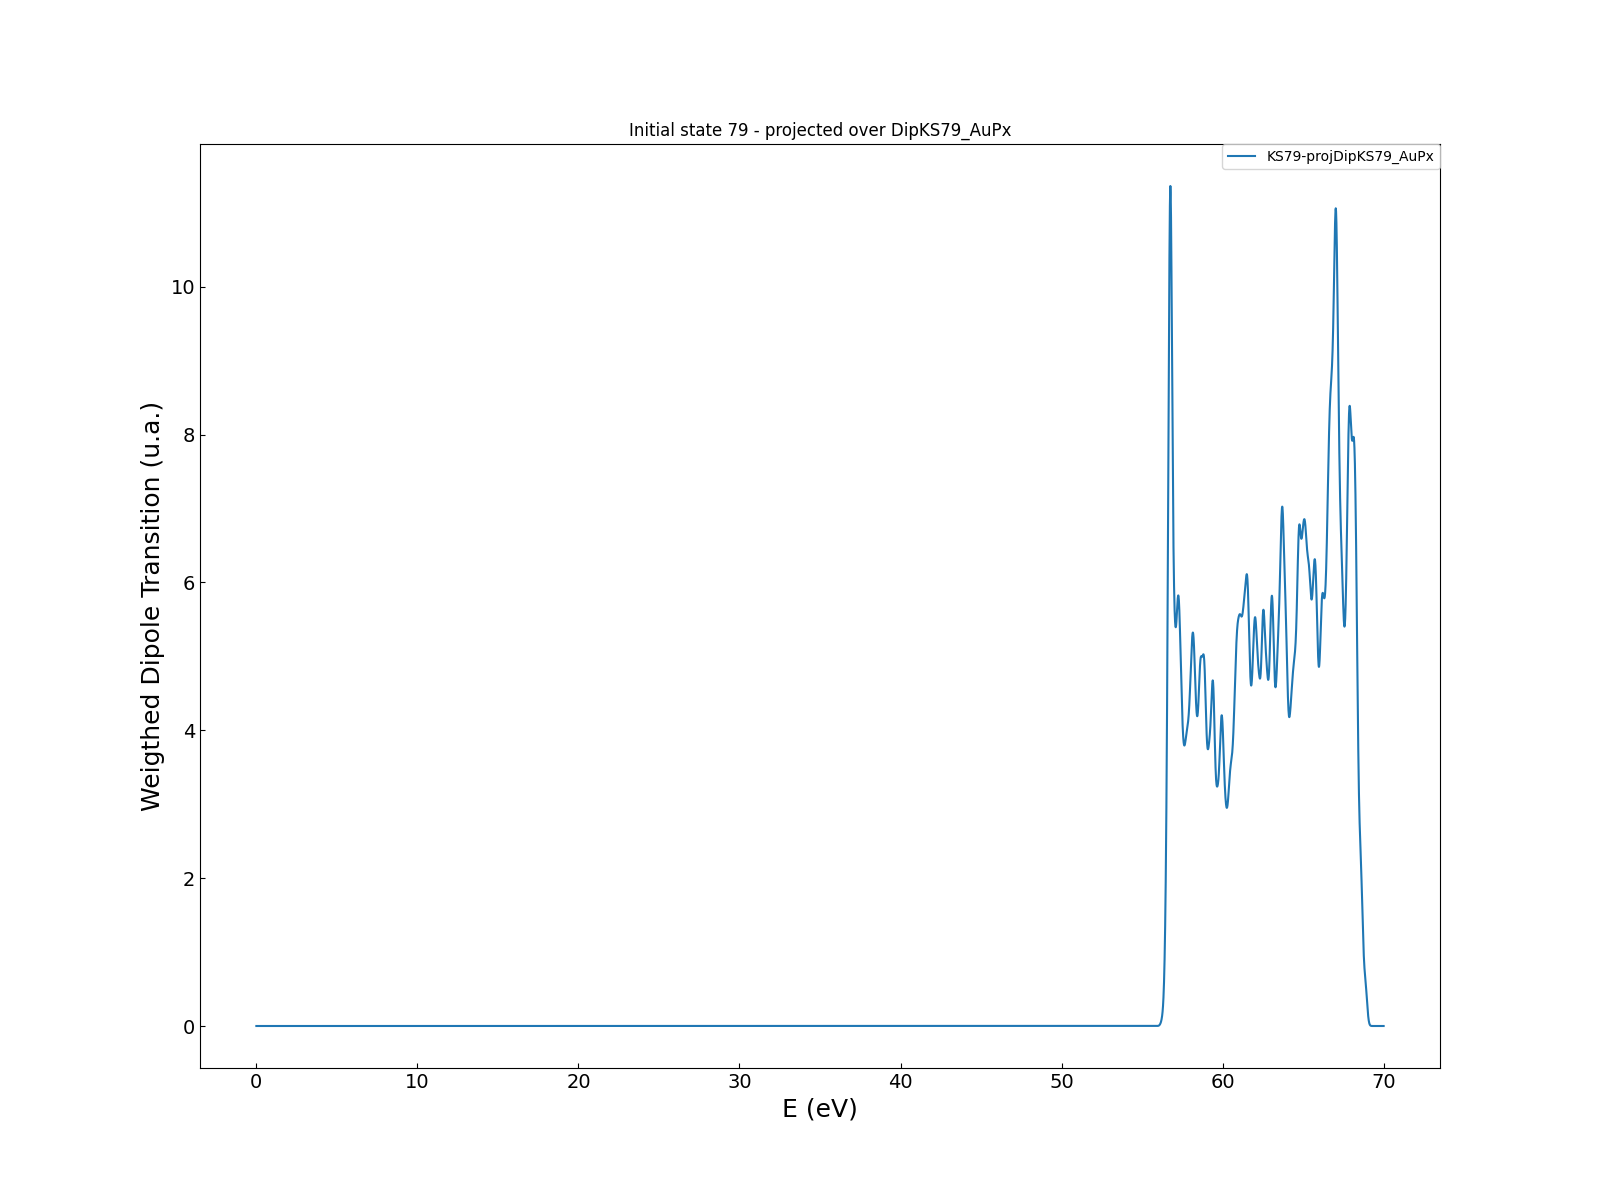 Initial state 79 - projected over DipKS79_AuPx
KS79-projDipKS79_AuPx
Weigthed Dipole Transition (u.a.)
10
8
6
4
2
0
0 10 20 30 40 50 60 70
E (eV)